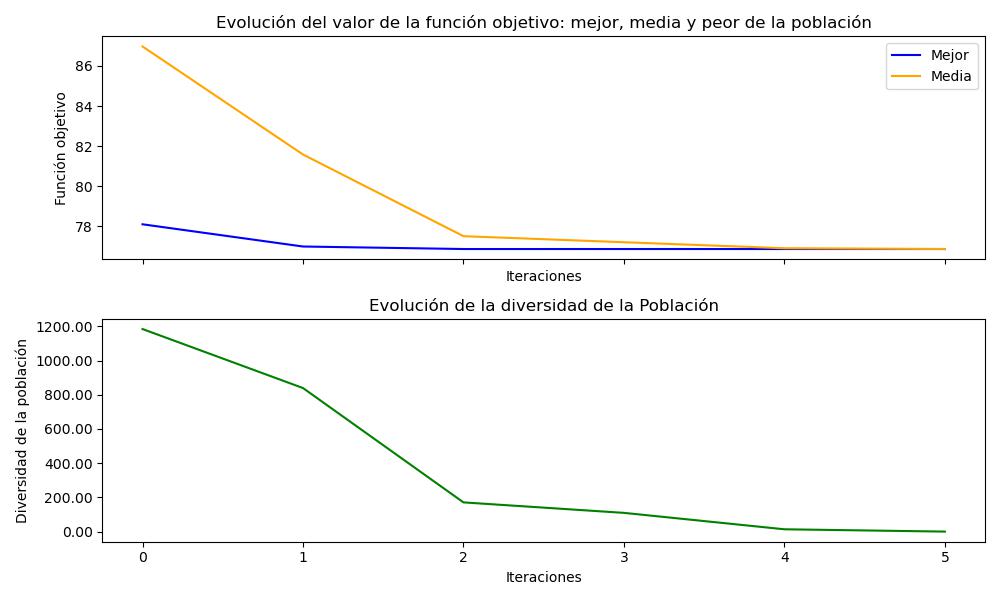 Evolución del valor de la función objetivo: mejor, media y peor de la población
Mejor
Media
86
84
82
80
78
Función objetivo
Iteraciones
Evolución de la diversidad de la Población
1200.00
1000.00
800.00
600.00
400.00
200.00
0.00
Diversidad de la población
0 1 2 3 4 5
Iteraciones